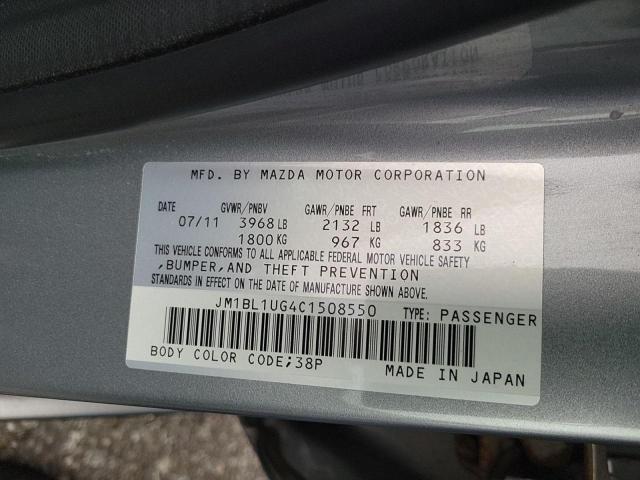 MFD. BY MAZDA MOTOR CORPORATION
DATE GVWR/PNBV GAWR/PNBE FRT GAWR/PNBE RR
07/11 3968 LB 2132 LB 1836 LB
1800 KG 967 KG 833 KG
THIS VEHICLE CONFORMS TO ALL APPLICABLE FEDERAL MOTOR VEHICLE SAFETY
,BUMPER,AND THEFT PREVENTION
STANDARDS IN EFFECT ON THE DATE OF MANUFACTURE SHOWN ABOVE.
JM1BL1UG4C1508550 TYPE: PASSENGER
BODY COLOR CODE;38P MADE IN JAPAN